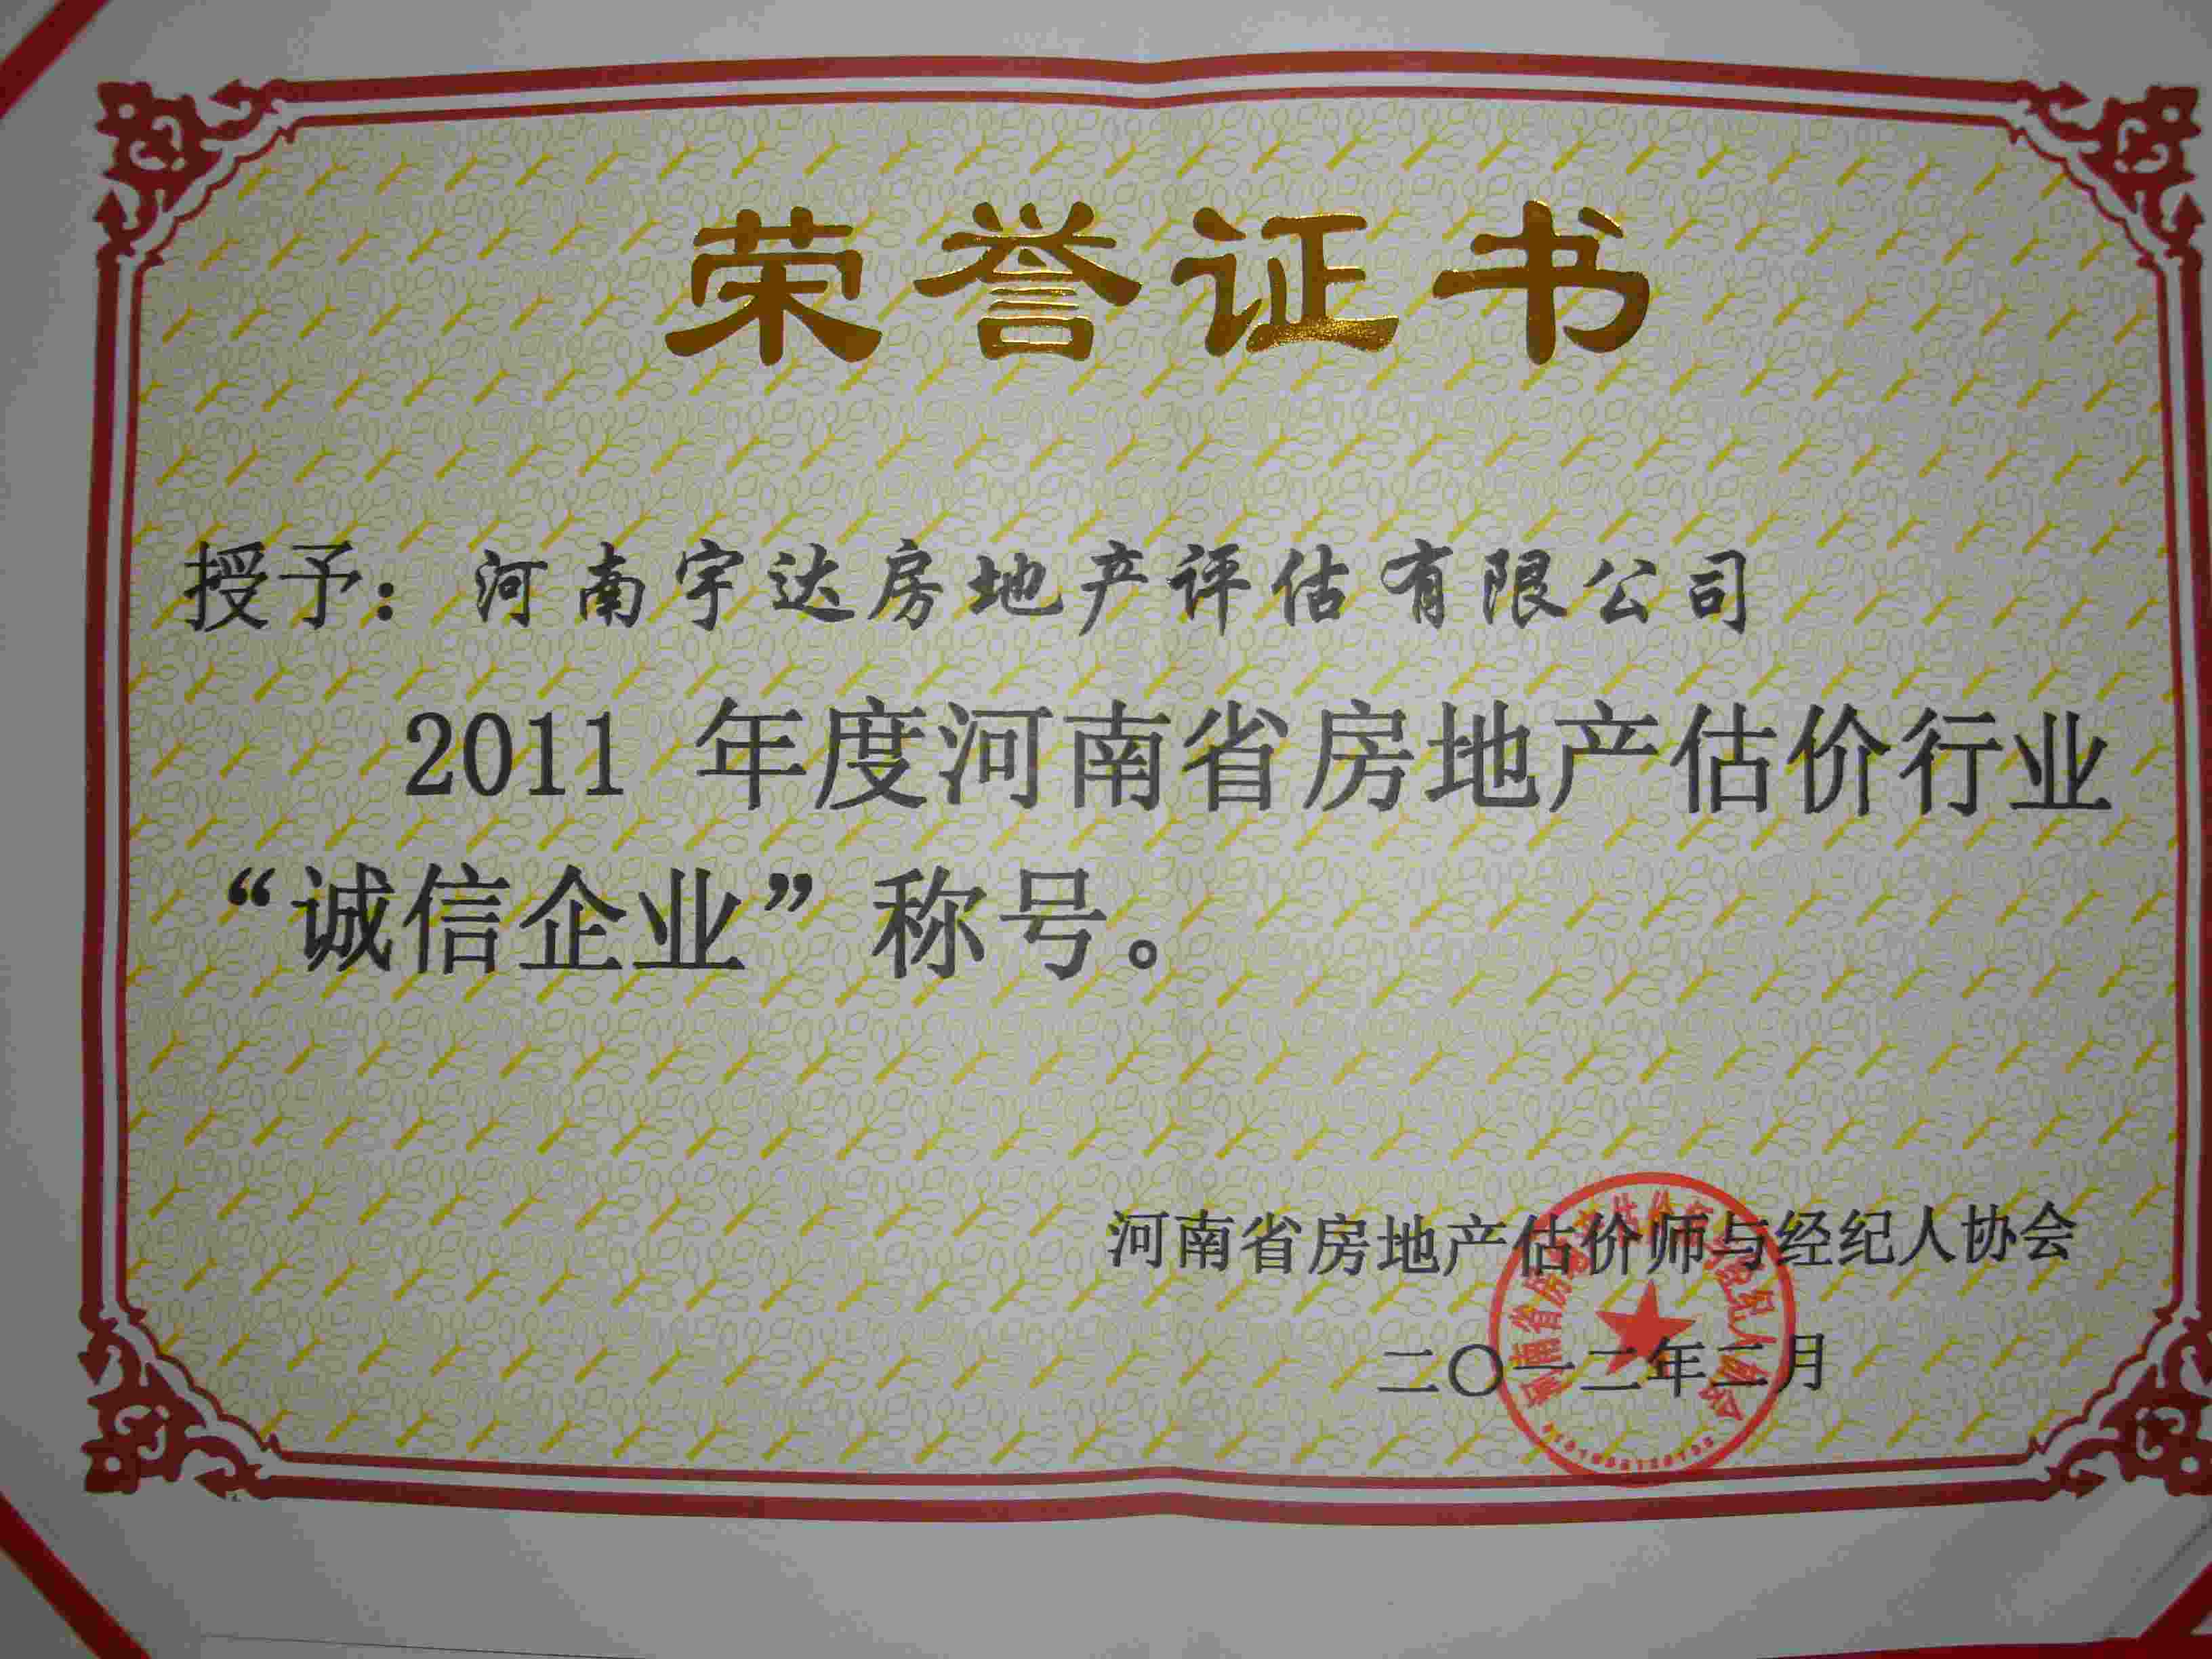 荣誉证书
授予：河南宇达房地产评估有限公司
2011 年度河南省房地产估价行业
“诚信企业”称号。
河南省房地产估价师与经纪人协会
二〇一二年二月